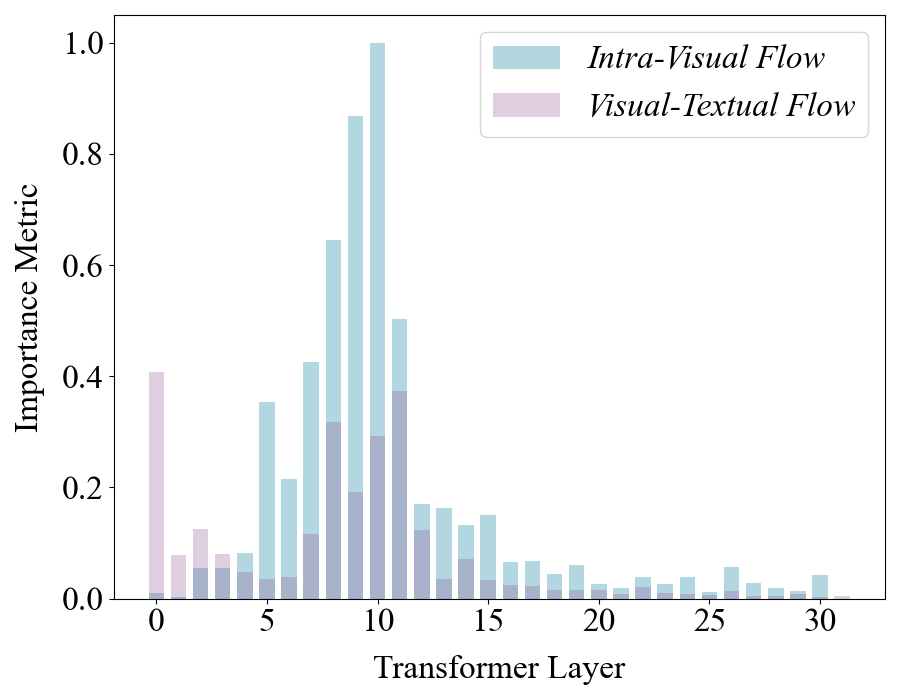 Intra-Visual Flow
Visual-Textual Flow
Importance Metric
1.0
0.8
0.6
0.4
0.2
0.0
0 5 10 15 20 25 30
Transformer Layer